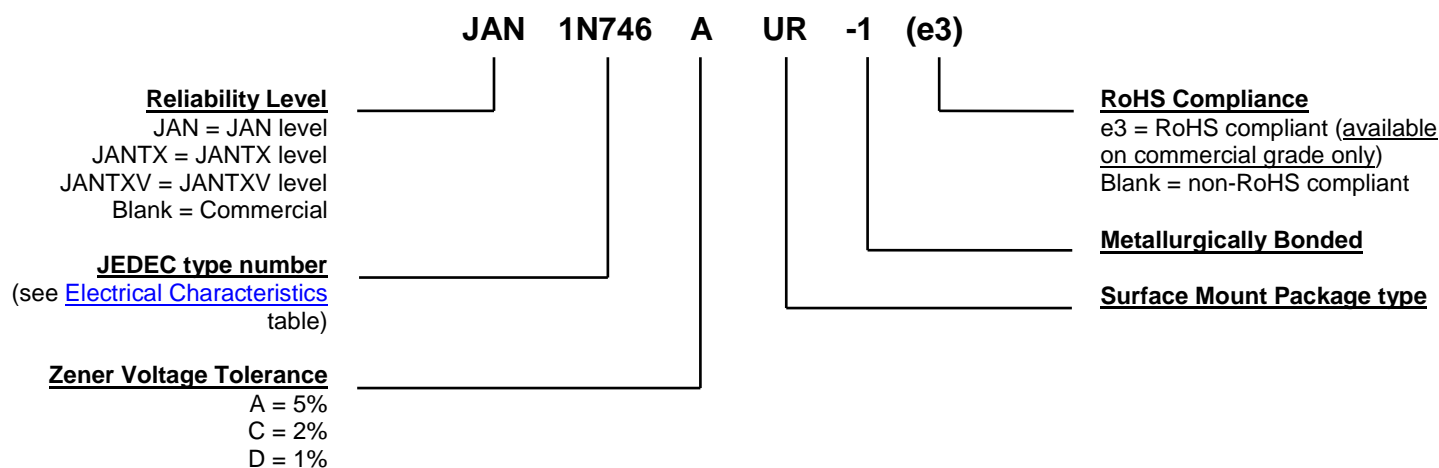 JAN 1N746 A UR -1 (e3)
Reliability Level
JAN = JAN level
JANTX = JANTX level
JANTXV = JANTXV level
Blank = Commercial
JEDEC type number
(see Electrical Characteristics
table)
Zener Voltage Tolerance
A = 5%
C = 2%
D = 1%
RoHS Compliance
e3 = RoHS compliant (available
on commercial grade only)
Blank = non-RoHS compliant
Metallurgically Bonded
Surface Mount Package type